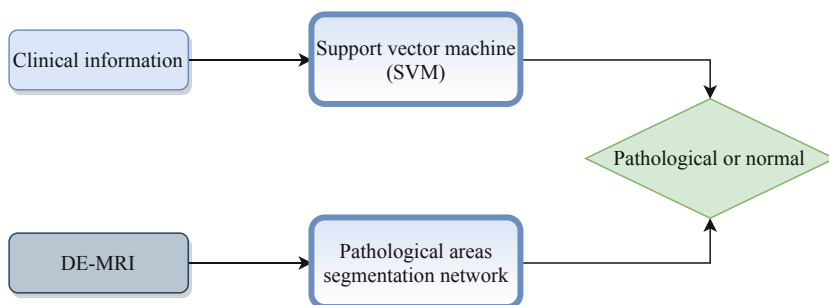 Clinical information
Support vector machine
(SVM)
Pathological or normal
DE-MRI
Pathological areas
segmentation network